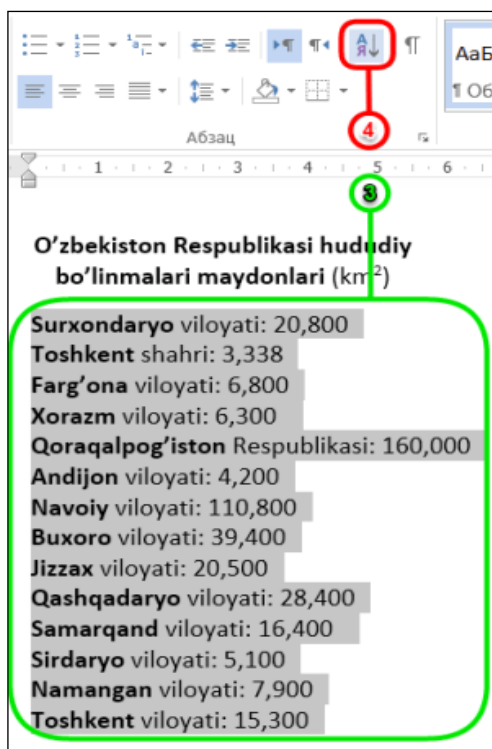 АаБ
¶ Об
Абзац
4
1 2 3 4 5 6
3
O'zbekiston Respublikasi hududiy
bo'linmalari maydonlari (km²)
Surxondaryo viloyati: 20,800
Toshkent shahri: 3,338
Farg'ona viloyati: 6,800
Xorazm viloyati: 6,300
Qoraqalpog'iston Respublikasi: 160,000
Andijon viloyati: 4,200
Navoiy viloyati: 110,800
Buxoro viloyati: 39,400
Jizzax viloyati: 20,500
Qashqadaryo viloyati: 28,400
Samarqand viloyati: 16,400
Sirdaryo viloyati: 5,100
Namangan viloyati: 7,900
Toshkent viloyati: 15,300